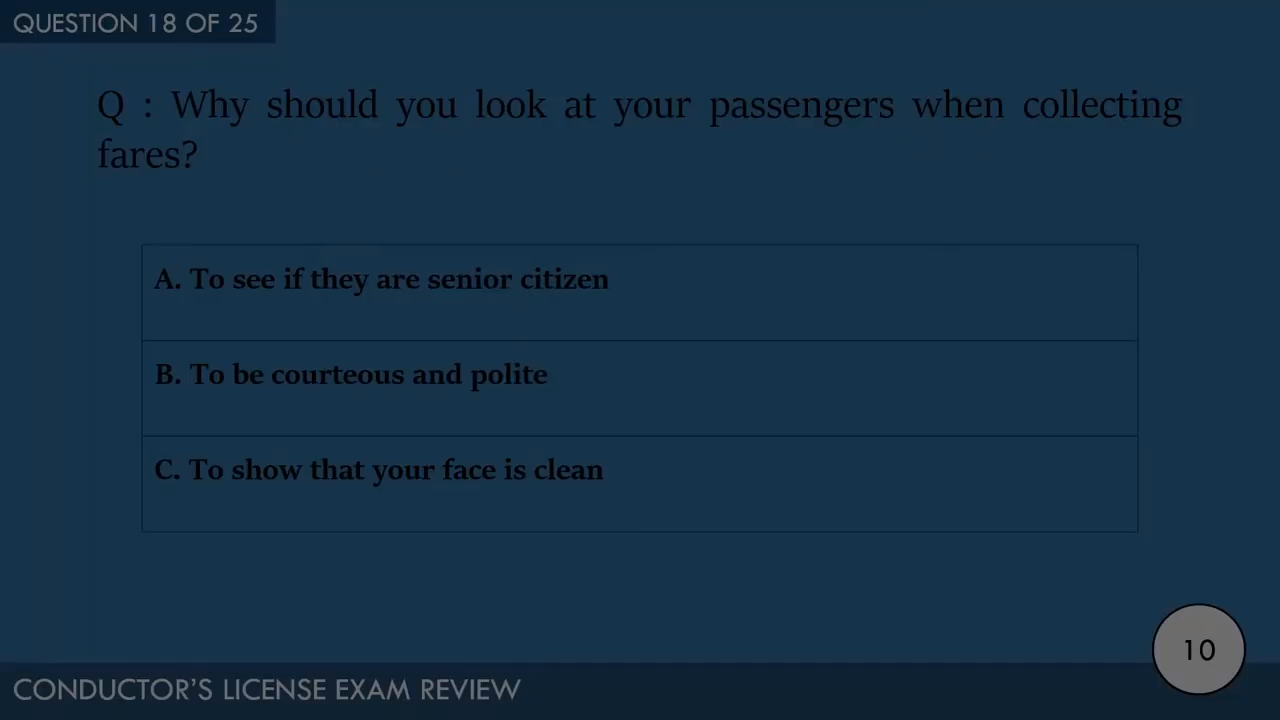 QUESTION 18 OF 25
Q : Why should you look at your passengers when collecting
fares?
A. To see if they are senior citizen
B. To be courteous and polite
C. To show that your face is clean
10
CONDUCTOR’S LICENSE EXAM REVIEW